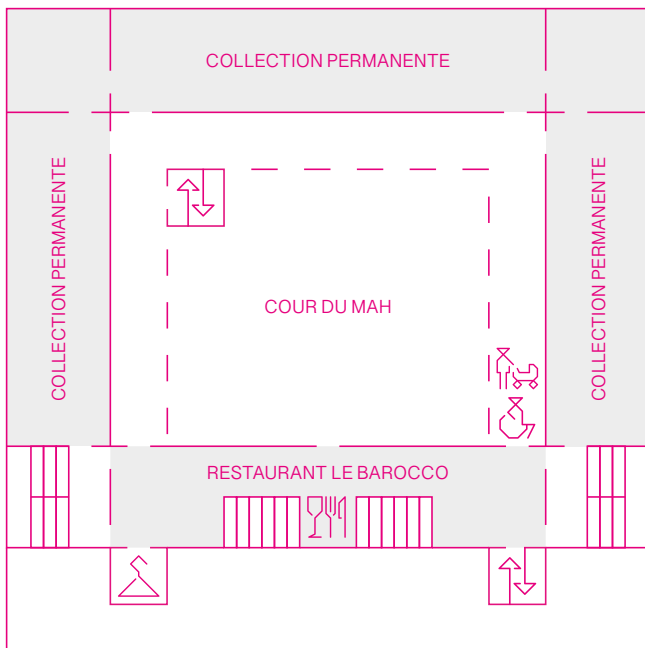 COLLECTION PERMANENTE
COLLECTION PERMANENTE
COLLECTION PERMANENTE
COUR DU MAH
RESTAURANT LE BAROCCO